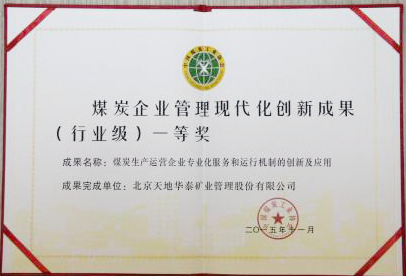 煤炭企业管理现代化创新成果
（行业级）一等奖
成果名称：煤炭生产运营企业专业化服务和运行机制的创新及应用
成果完成单位：北京天地华泰矿业管理股份有限公司
二〇一五年十一月